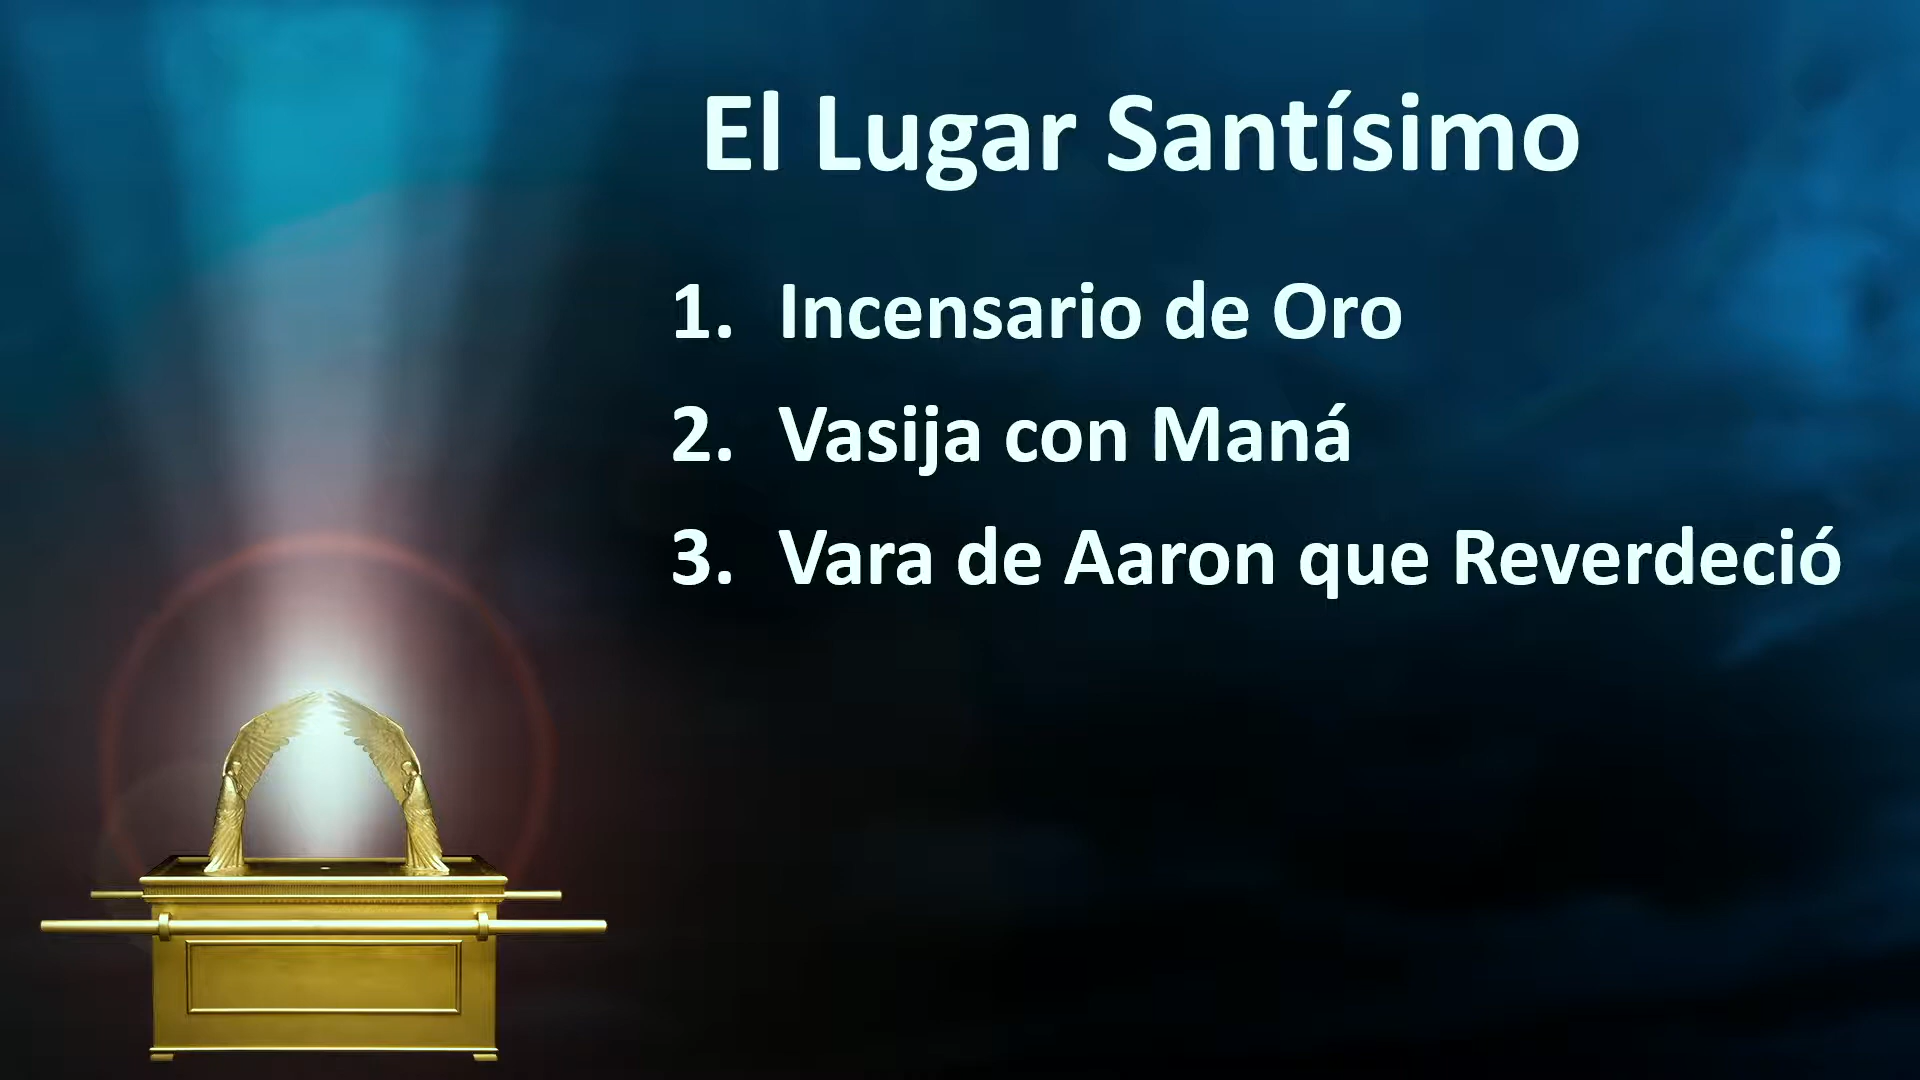 El Lugar Santísimo
1. Incensario de Oro
2. Vasija con Maná
3. Vara de Aaron que Reverdeció